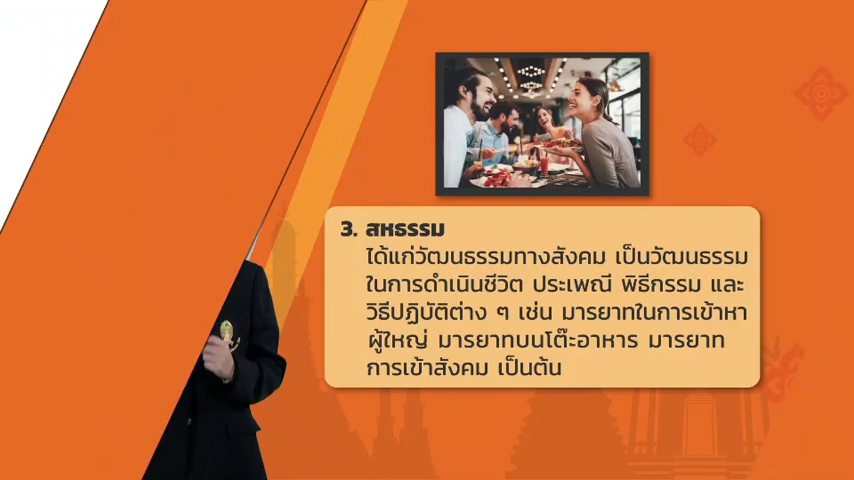 3. สหธรรม
ได้แก่วัฒนธรรมทางสังคม เป็นวัฒนธรรม
ในการดำเนินชีวิต ประเพณี พิธีกรรม และ
วิธีปฏิบัติต่าง ๆ เช่น มารยาทในการเข้าหา
ผู้ใหญ่ มารยาทบนโต๊ะอาหาร มารยาท
การเข้าสังคม เป็นต้น